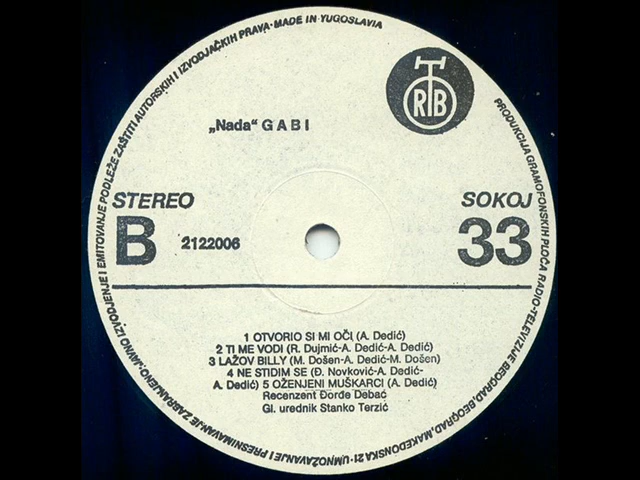 JAVNO IZVODJENJE I EMITOVANJE PODLEŽE ZAŠTITI AUTORSKIH I IZVODJAČKIH PRAVA·MADE IN YUGOSLAVIA
PRODUKCIJA GRAMOFONSKIH PLOČA RADIO-TELEVIZIJE BEOGRAD, BEOGRAD, MAKEDONSKA 21·UMNOŽAVANJE I PRESNIMAVANJE ZABRANJENO·
RTB
„Nada“ GABI
STEREO
SOKOJ
B
2122006
33
1 OTVORIO SI MI OČI (A. Dedić)
2 TI ME VODI (R. Dujmić-A. Dedić-A. Dedić)
3 LAŽOV BILLY (M. Došen-A. Dedić-M. Došen)
4 NE STIDIM SE (Đ. Novković-A. Dedić-
A. Dedić) 5 OŽENJENI MUŠKARCI (A. Dedić)
Recenzent Đorđe Debač
Gl. urednik Stanko Terzić